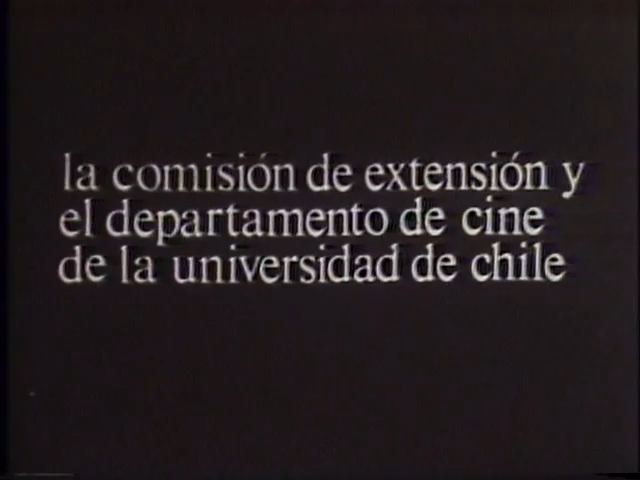 la comisión de extensión y
el departamento de cine
de la universidad de chile